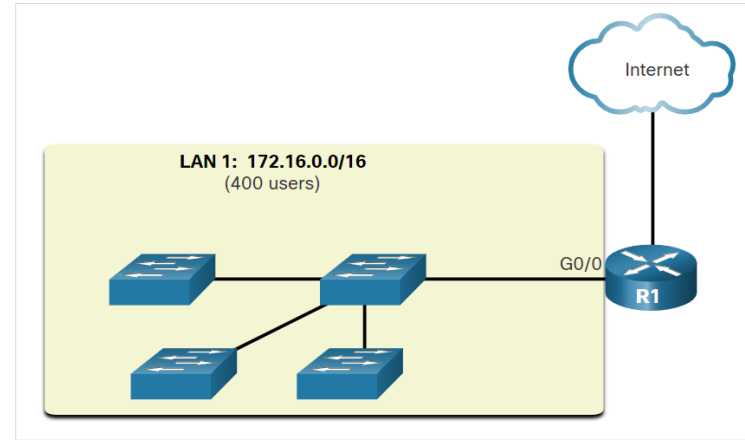 Internet
LAN 1: 172.16.0.0/16
(400 users)
G0/0
R1